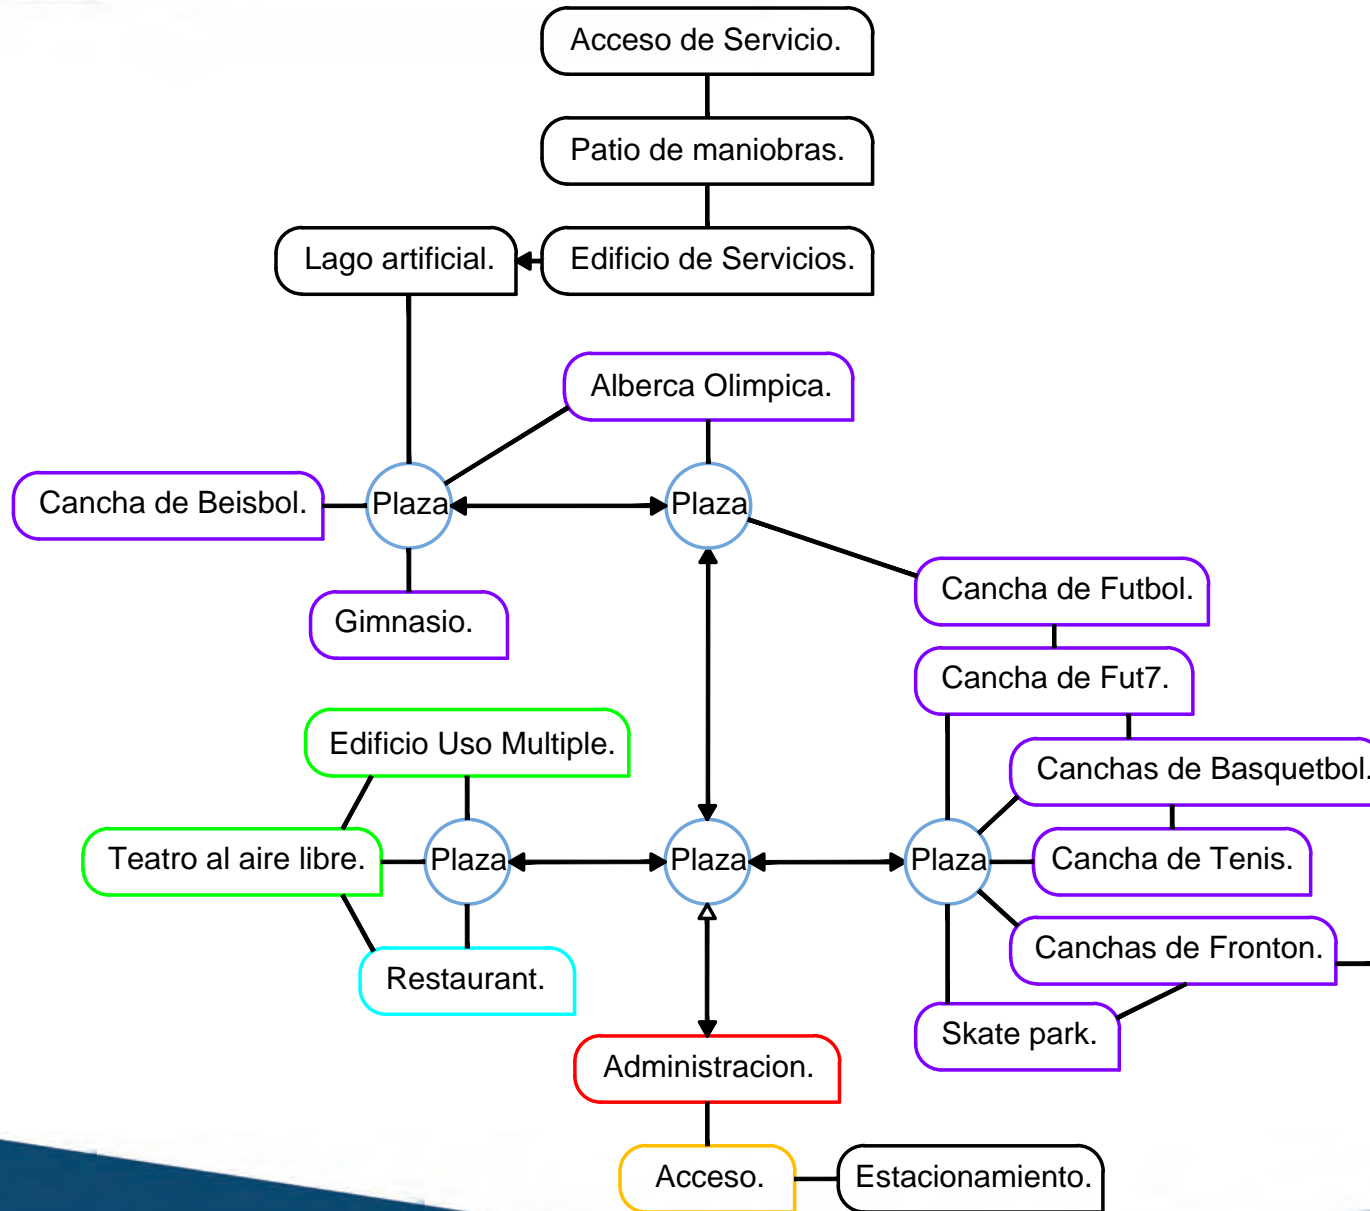 Acceso de Servicio.
Patio de maniobras.
Lago artificial.
Edificio de Servicios.
Alberca Olimpica.
Cancha de Beisbol.
Plaza
Plaza
Cancha de Futbol.
Gimnasio.
Cancha de Fut7.
Edificio Uso Multiple.
Canchas de Basquetbol.
Teatro al aire libre.
Plaza
Plaza
Plaza
Cancha de Tenis.
Canchas de Fronton.
Restaurant.
Skate park.
Administracion.
Acceso.
Estacionamiento.